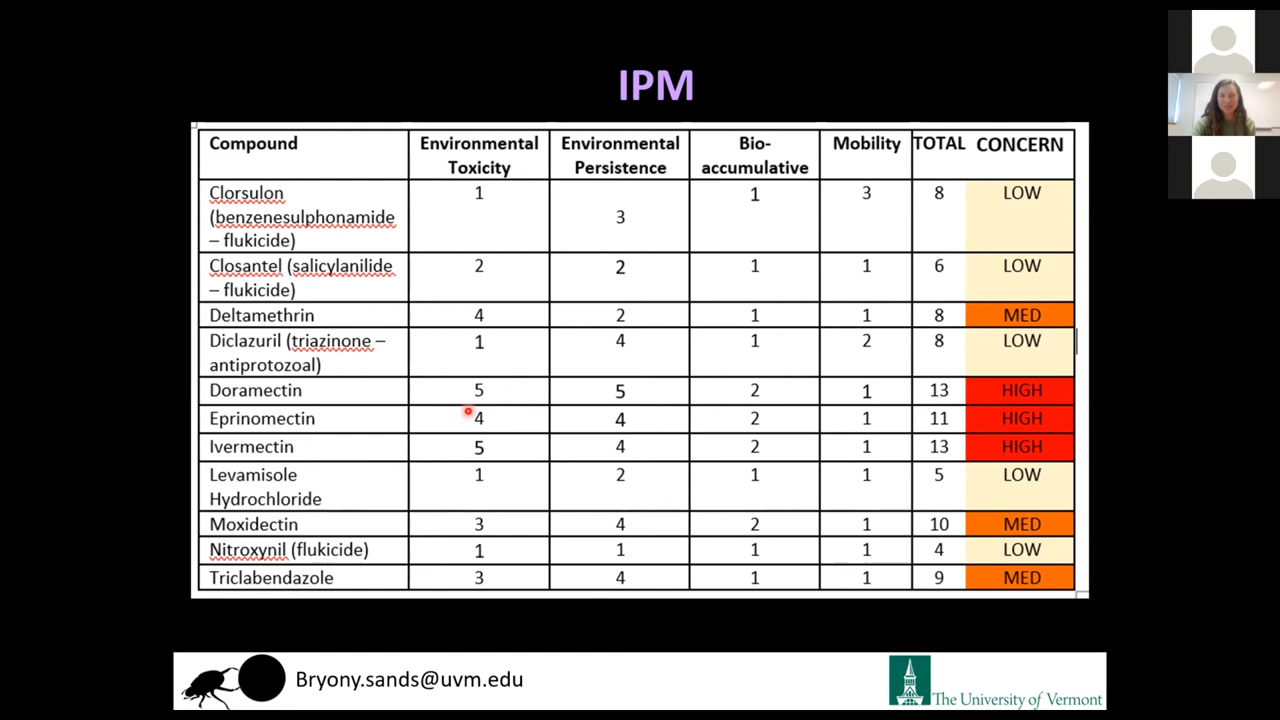 IPM
Compound Environmental Toxicity Environmental Persistence Bio-accumulative Mobility TOTAL CONCERN
Clorsulon (benzenesulphonamide – flukicide) 1 3 1 3 8 LOW
Closantel (salicylanilide – flukicide) 2 2 1 1 6 LOW
Deltamethrin 4 2 1 1 8 MED
Diclazuril (triazinone – antiprotozoal) 1 4 1 2 8 LOW
Doramectin 5 5 2 1 13 HIGH
Eprinomectin 4 4 2 1 11 HIGH
Ivermectin 5 4 2 1 13 HIGH
Levamisole Hydrochloride 1 2 1 1 5 LOW
Moxidectin 3 4 2 1 10 MED
Nitroxynil (flukicide) 1 1 1 1 4 LOW
Triclabendazole 3 4 1 1 9 MED
Bryony.sands@uvm.edu
The University of Vermont